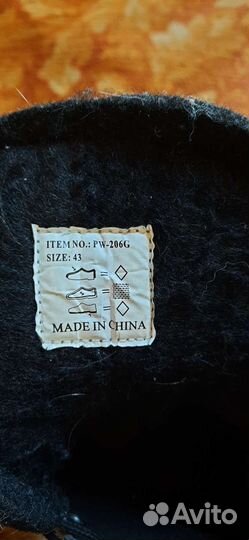 ITEM NO.: PW-206G
SIZE: 43
MADE IN CHINA
Avito